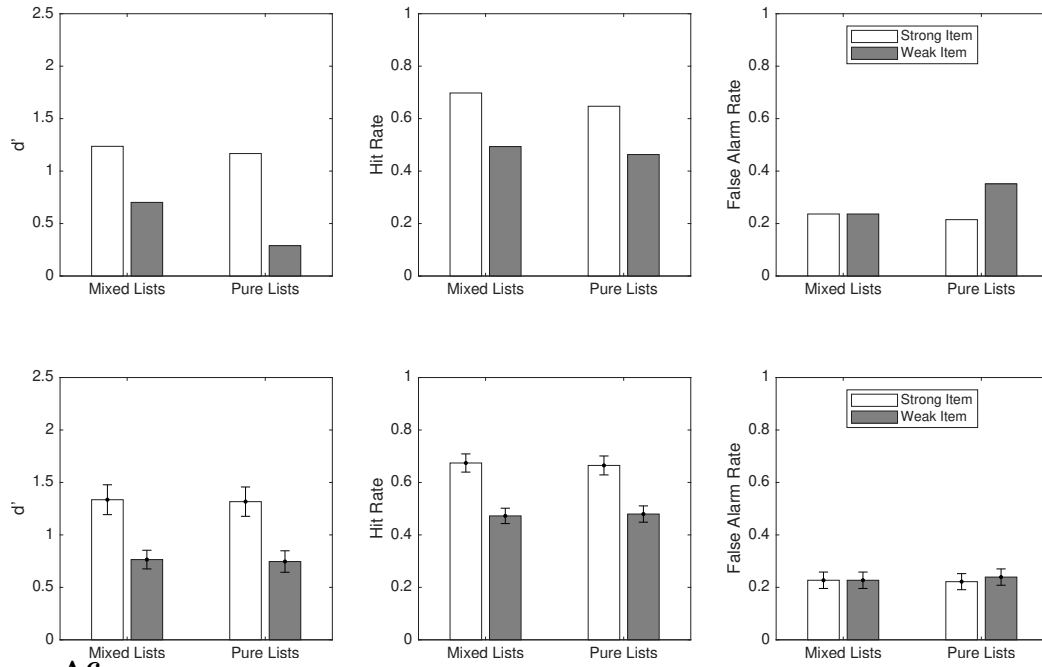 2.5
2
1.5
1
0.5
0
d'
Mixed Lists
Pure Lists
1
0.8
0.6
0.4
0.2
0
Hit Rate
Mixed Lists
Pure Lists
1
0.8
0.6
0.4
0.2
0
False Alarm Rate
Strong Item
Weak Item
Mixed Lists
Pure Lists
2.5
2
1.5
1
0.5
0
d'
Mixed Lists
Pure Lists
1
0.8
0.6
0.4
0.2
0
Hit Rate
Mixed Lists
Pure Lists
1
0.8
0.6
0.4
0.2
0
False Alarm Rate
Strong Item
Weak Item
Mixed Lists
Pure Lists